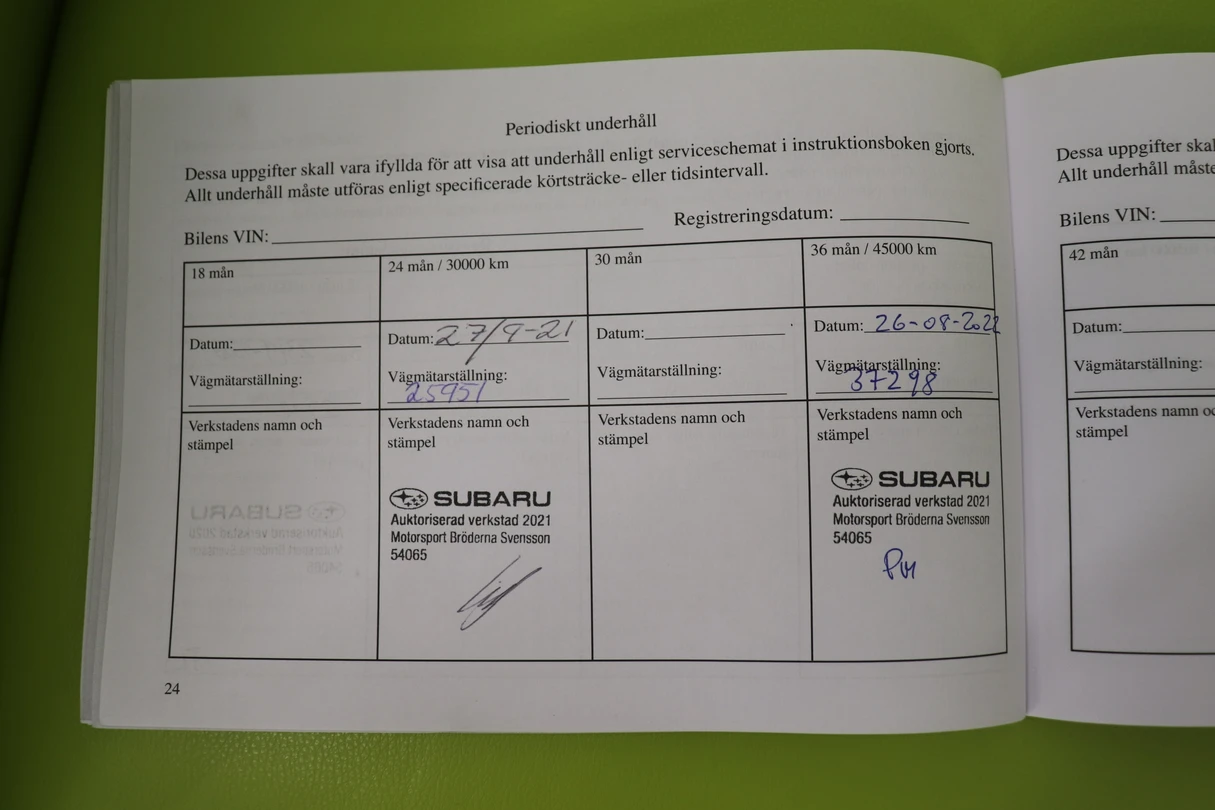 Periodiskt underhåll
Dessa uppgifter skall vara ifyllda för att visa att underhåll enligt serviceschemat i instruktionsboken gjorts.
Allt underhåll måste utföras enligt specificerade körtsträcke- eller tidsintervall.
Bilens VIN: Registreringsdatum:
18 mån
Datum:
Vägmätarställning:
Verkstadens namn och
stämpel
24 mån / 30000 km
Datum: 27/9-21
Vägmätarställning:
25951
Verkstadens namn och
stämpel
SUBARU
Auktoriserad verkstad 2021
Motorsport Bröderna Svensson
54065
30 mån
Datum:
Vägmätarställning:
Verkstadens namn och
stämpel
36 mån / 45000 km
Datum: 26-08-2022
Vägmätarställning:
37298
Verkstadens namn och
stämpel
SUBARU
Auktoriserad verkstad 2021
Motorsport Bröderna Svensson
54065
24
Dessa uppgifter skal
Allt underhåll måste
Bilens VIN:
42 mån
Datum:
Vägmätarställning:
Verkstadens namn oc
stämpel